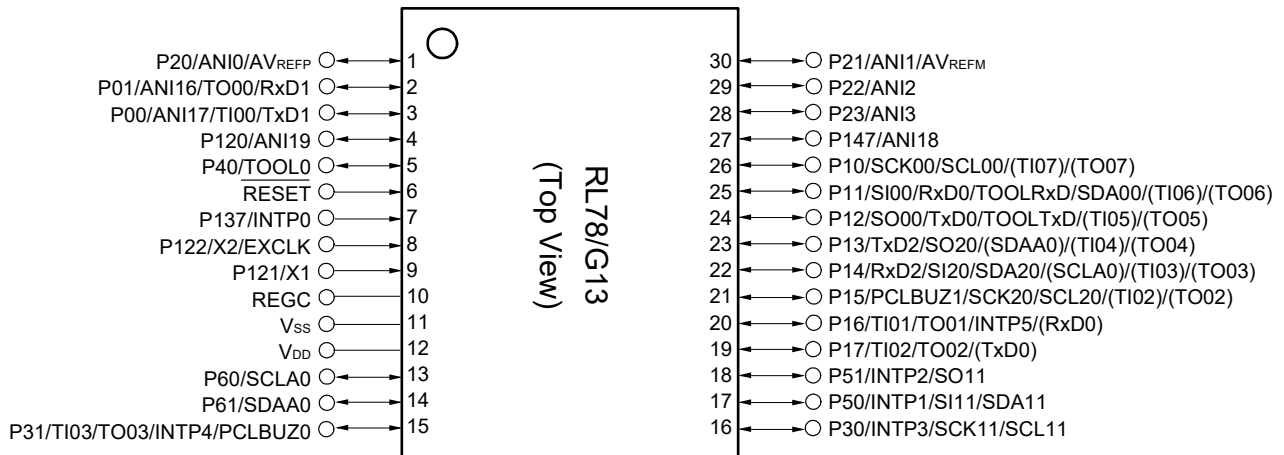 P20/ANI0/AVREFP 1
P01/ANI16/TO00/RxD1 2
P00/ANI17/TI00/TxD1 3
P120/ANI19 4
P40/TOOL0 5
RESET 6
P137/INTP0 7
P122/X2/EXCLK 8
P121/X1 9
REGC 10
VSS 11
VDD 12
P60/SCLA0 13
P61/SDAA0 14
P31/TI03/TO03/INTP4/PCLBUZ0 15
RL78/G13
(Top View)
30 P21/ANI1/AVREFM
29 P22/ANI2
28 P23/ANI3
27 P147/ANI18
26 P10/SCK00/SCL00/(TI07)/(TO07)
25 P11/SI00/RxD0/TOOLRxD/SDA00/(TI06)/(TO06)
24 P12/SO00/TxD0/TOOLTxD/(TI05)/(TO05)
23 P13/TxD2/SO20/(SDAA0)/(TI04)/(TO04)
22 P14/RxD2/SI20/SDA20/(SCLA0)/(TI03)/(TO03)
21 P15/PCLBUZ1/SCK20/SCL20/(TI02)/(TO02)
20 P16/TI01/TO01/INTP5/(RxD0)
19 P17/TI02/TO02/(TxD0)
18 P51/INTP2/SO11
17 P50/INTP1/SI11/SDA11
16 P30/INTP3/SCK11/SCL11